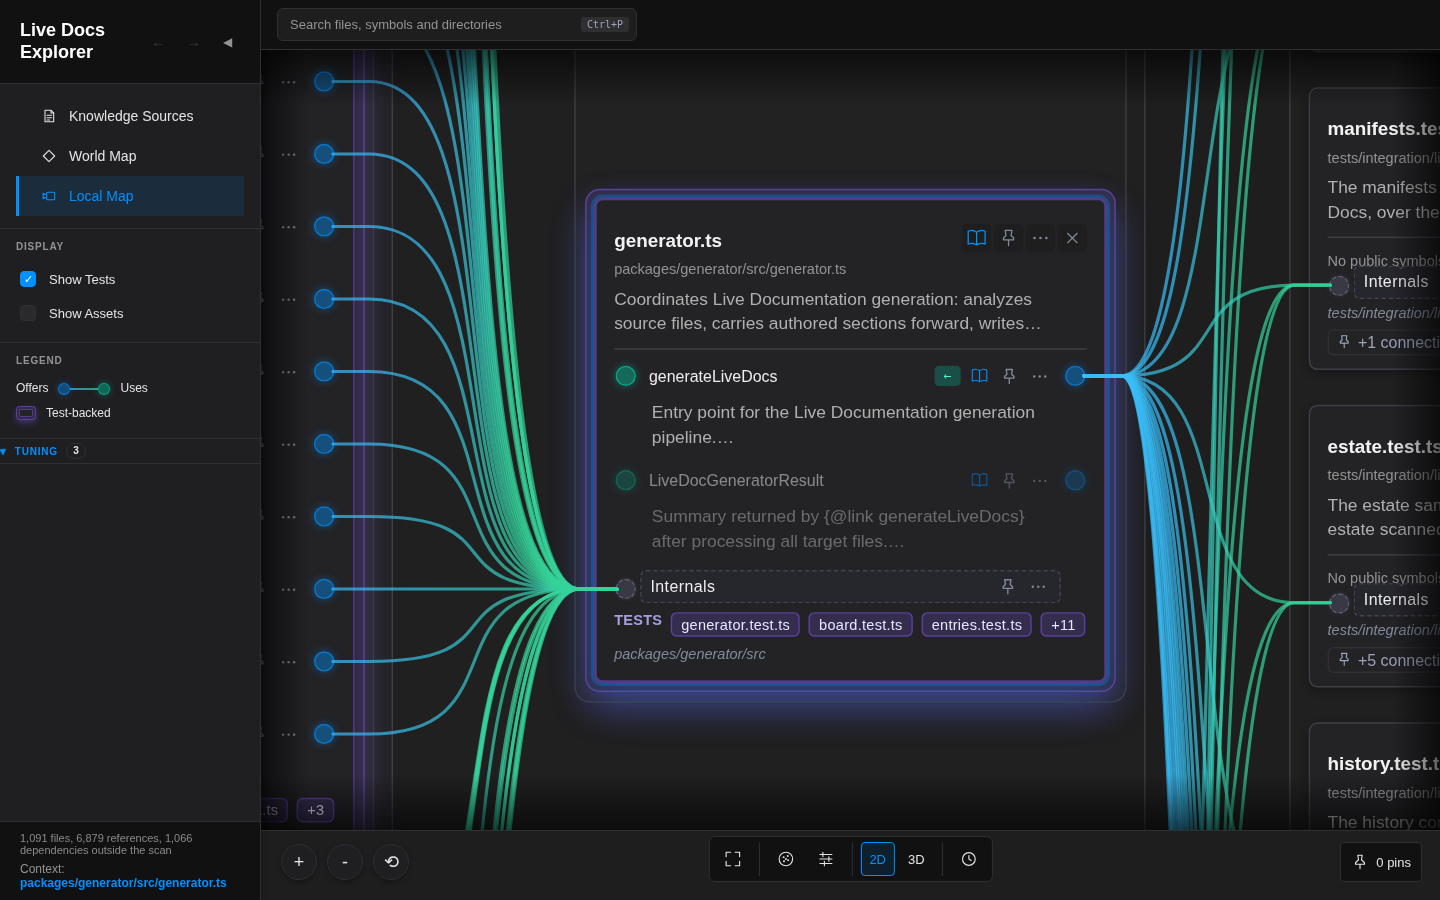 Live Docs
Explorer
← → ◀
Search files, symbols and directories
Ctrl+P
Knowledge Sources
World Map
Local Map
DISPLAY
Show Tests
Show Assets
LEGEND
Offers Uses
Test-backed
▼ TUNING 3
1,091 files, 6,879 references, 1,066
dependencies outside the scan
Context:
packages/generator/src/generator.ts
.ts +3
generator.ts
packages/generator/src/generator.ts
Coordinates Live Documentation generation: analyzes
source files, carries authored sections forward, writes…
generateLiveDocs
←
Entry point for the Live Documentation generation
pipeline.…
LiveDocGeneratorResult
Summary returned by {@link generateLiveDocs}
after processing all target files.…
Internals
TESTS generator.test.ts board.test.ts entries.test.ts +11
packages/generator/src
manifests.te
tests/integration/li
The manifests
Docs, over the
No public symbols
Internals
tests/integration/li
+1 connecti
estate.test.ts
tests/integration/li
The estate san
estate scanned
No public symbols
Internals
tests/integration/li
+5 connecti
history.test.t
tests/integration/li
The history co
+ - ⟲
2D 3D
0 pins